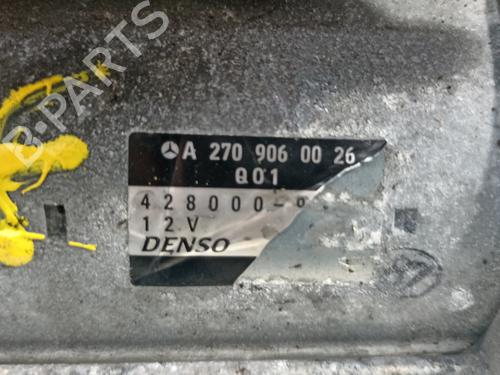 B-PARTS
A 270 906 00 26
Q01
428000-
12V
DENSO